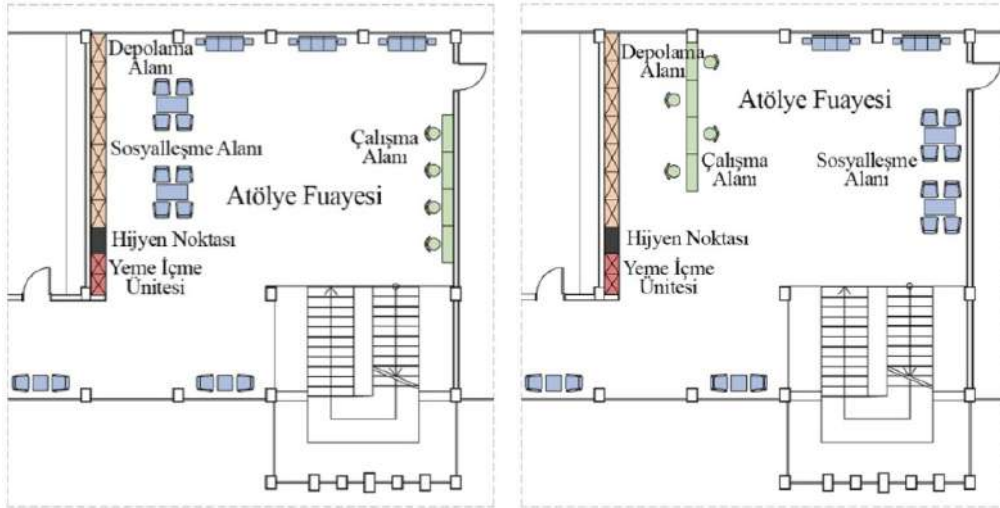 Depolama
Alanı
Sosyalleşme Alanı
Çalışma
Alanı
Atölye Fuayesi
Hijyen Noktası
Yeme İçme
Ünitesi
Depolama
Alanı
Atölye Fuayesi
Çalışma
Alanı
Sosyalleşme
Alanı
Hijyen Noktası
Yeme İçme
Ünitesi